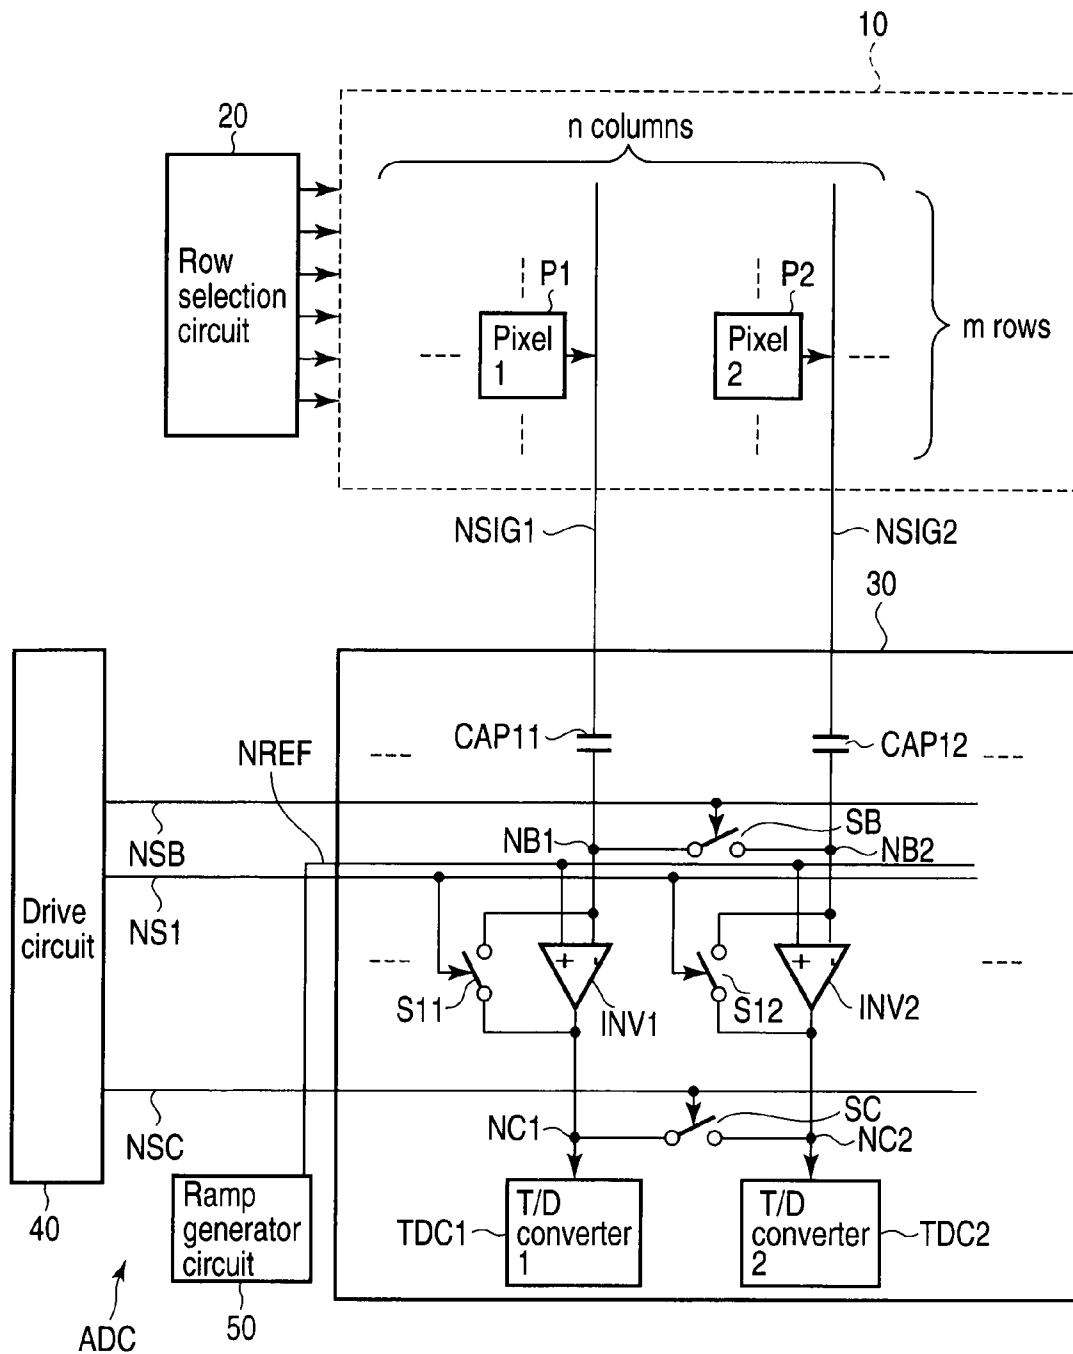 10
20
n columns
Row
selection
circuit
P1
P2
Pixel
1
Pixel
2
m rows
NSIG1
NSIG2
30
NREF
CAP11
CAP12
SB
NB1
NB2
NSB
Drive
circuit
NS1
+
-
+
-
S11
INV1
S12
INV2
SC
NC1
NC2
NSC
40
Ramp
generator
circuit
TDC1
T/D
converter
1
T/D
converter
2
TDC2
50
ADC